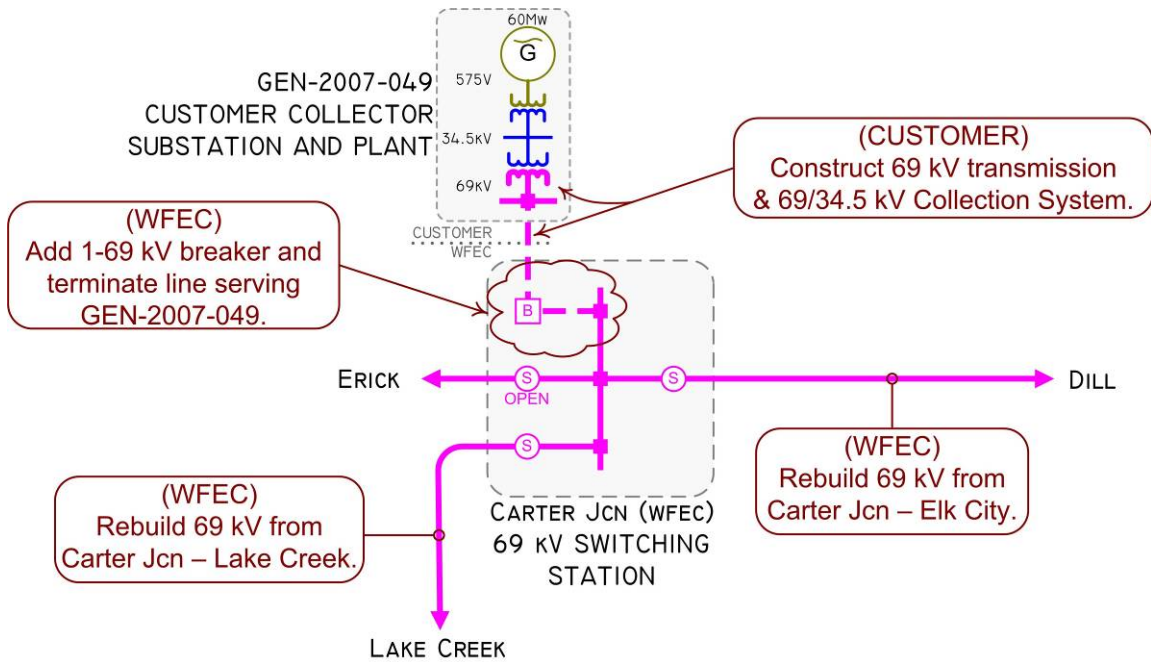 60MW
G
575V
34.5kV
69kV
GEN-2007-049
CUSTOMER COLLECTOR
SUBSTATION AND PLANT
(CUSTOMER)
Construct 69 kV transmission
& 69/34.5 kV Collection System.
(WFEC)
Add 1-69 kV breaker and
terminate line serving
GEN-2007-049.
CUSTOMER
WFEC
B
ERICK
S
OPEN
S
DILL
S
(WFEC)
Rebuild 69 kV from
Carter Jcn – Lake Creek.
(WFEC)
Rebuild 69 kV from
Carter Jcn – Elk City.
CARTER JCN (WFEC)
69 KV SWITCHING
STATION
LAKE CREEK